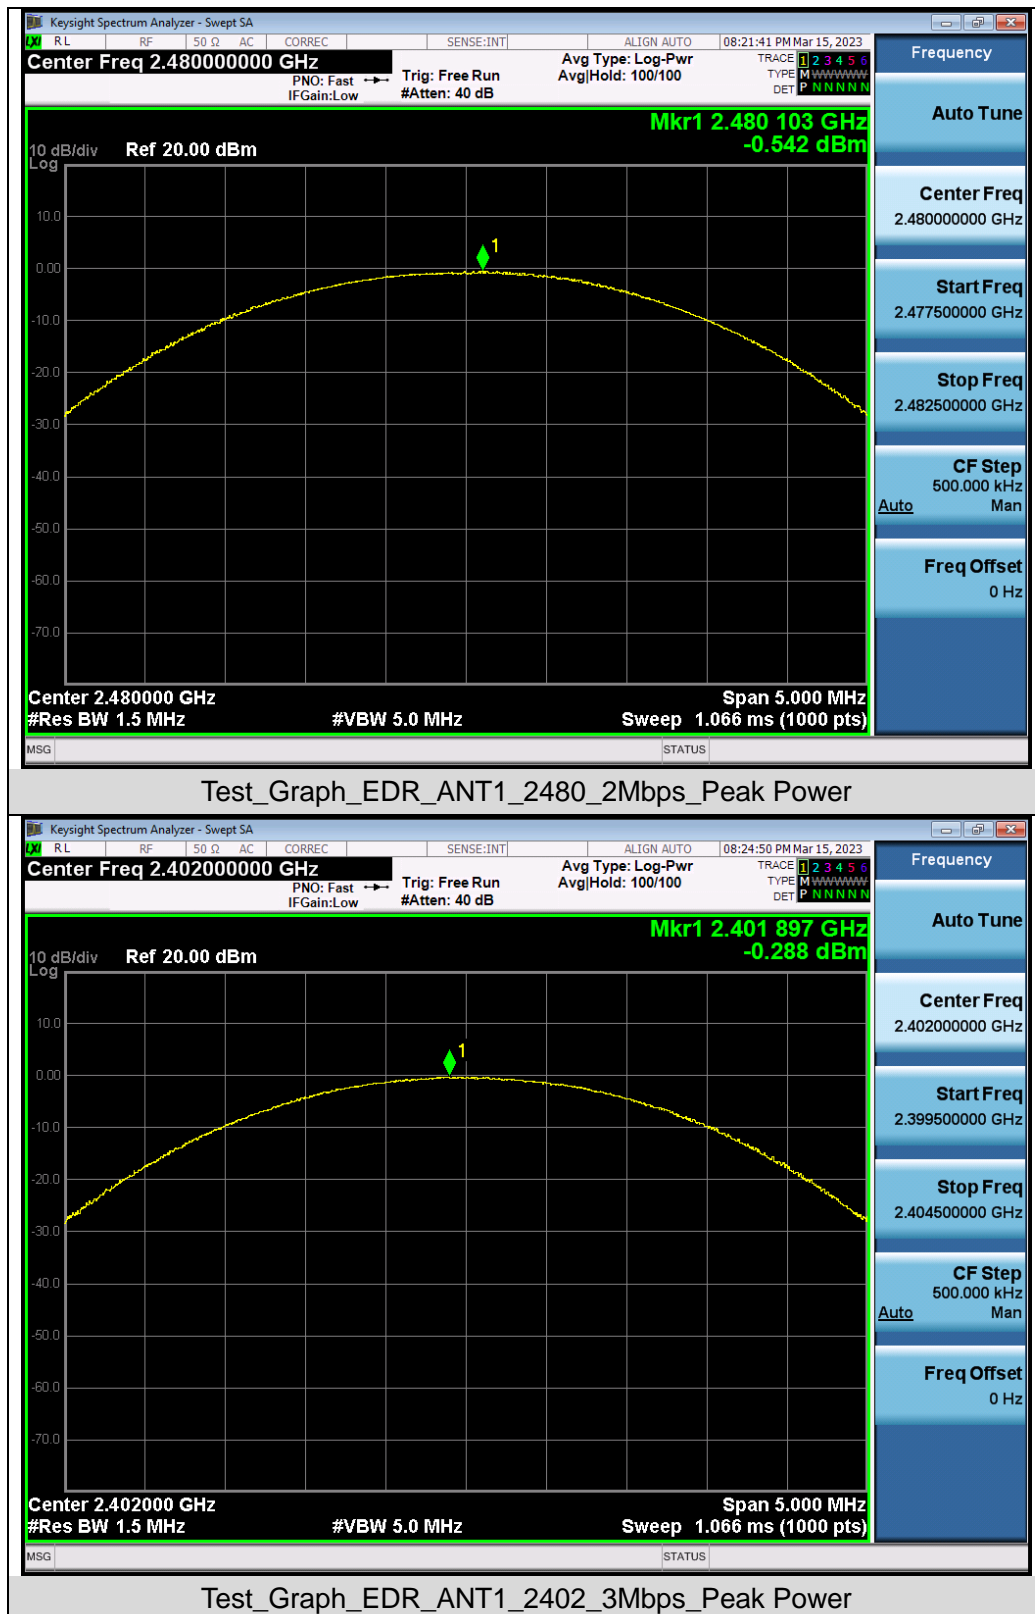 Keysight Spectrum Analyzer - Swept SA
LXI RL RF 50 Ω AC CORREC SENSE:INT ALIGN AUTO 08:21:41 PM Mar 15, 2023
Center Freq 2.480000000 GHz
PNO: Fast
IFGain:Low
Trig: Free Run
#Atten: 40 dB
Avg Type: Log-Pwr
Avg|Hold: 100/100
TRACE 1 2 3 4 5 6
TYPE M WWWWW
DET P N N N N N
Mkr1 2.480 103 GHz
-0.542 dBm
10 dB/div Ref 20.00 dBm
Log
10.0
1
0.00
-10.0
-20.0
-30.0
-40.0
-50.0
-60.0
-70.0
Center 2.480000 GHz Span 5.000 MHz
#Res BW 1.5 MHz #VBW 5.0 MHz Sweep 1.066 ms (1000 pts)
MSG STATUS
Frequency
Auto Tune
Center Freq
2.480000000 GHz
Start Freq
2.477500000 GHz
Stop Freq
2.482500000 GHz
CF Step
500.000 kHz
Auto Man
Freq Offset
0 Hz
Test_Graph_EDR_ANT1_2480_2Mbps_Peak Power
Keysight Spectrum Analyzer - Swept SA
LXI RL RF 50 Ω AC CORREC SENSE:INT ALIGN AUTO 08:24:50 PM Mar 15, 2023
Center Freq 2.402000000 GHz
PNO: Fast
IFGain:Low
Trig: Free Run
#Atten: 40 dB
Avg Type: Log-Pwr
Avg|Hold: 100/100
TRACE 1 2 3 4 5 6
TYPE M WWWWW
DET P N N N N N
Mkr1 2.401 897 GHz
-0.288 dBm
10 dB/div Ref 20.00 dBm
Log
10.0
1
0.00
-10.0
-20.0
-30.0
-40.0
-50.0
-60.0
-70.0
Center 2.402000 GHz Span 5.000 MHz
#Res BW 1.5 MHz #VBW 5.0 MHz Sweep 1.066 ms (1000 pts)
MSG STATUS
Frequency
Auto Tune
Center Freq
2.402000000 GHz
Start Freq
2.399500000 GHz
Stop Freq
2.404500000 GHz
CF Step
500.000 kHz
Auto Man
Freq Offset
0 Hz
Test_Graph_EDR_ANT1_2402_3Mbps_Peak Power